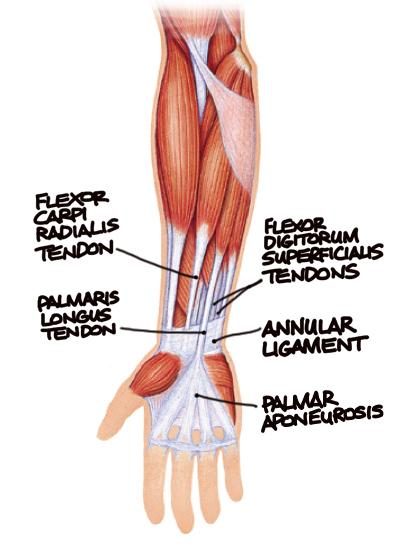 FLEXOR
CARPI
RADIALIS
TENDON
PALMARIS
LONGUS
TENDON
FLEXOR
DIGITORUM
SUPERFICIALIS
TENDONS
ANNULAR
LIGAMENT
PALMAR
APONEUROSIS